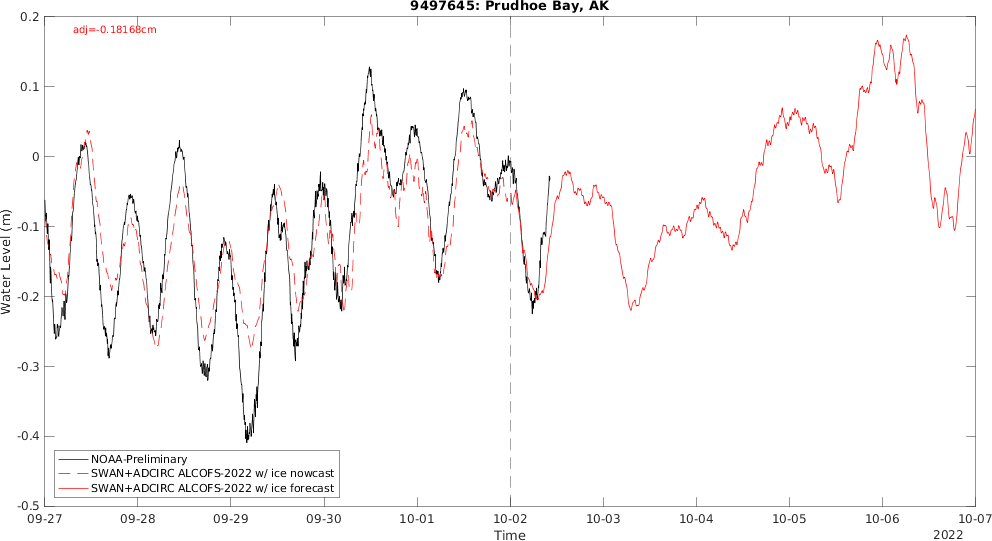 9497645: Prudhoe Bay, AK
adj=-0.18168cm
0.2
0.1
0
-0.1
-0.2
-0.3
-0.4
-0.5
Water Level (m)
NOAA-Preliminary
SWAN+ADCIRC ALCOFS-2022 w/ ice nowcast
SWAN+ADCIRC ALCOFS-2022 w/ ice forecast
09-27 09-28 09-29 09-30 10-01 10-02 10-03 10-04 10-05 10-06 10-07
Time
2022